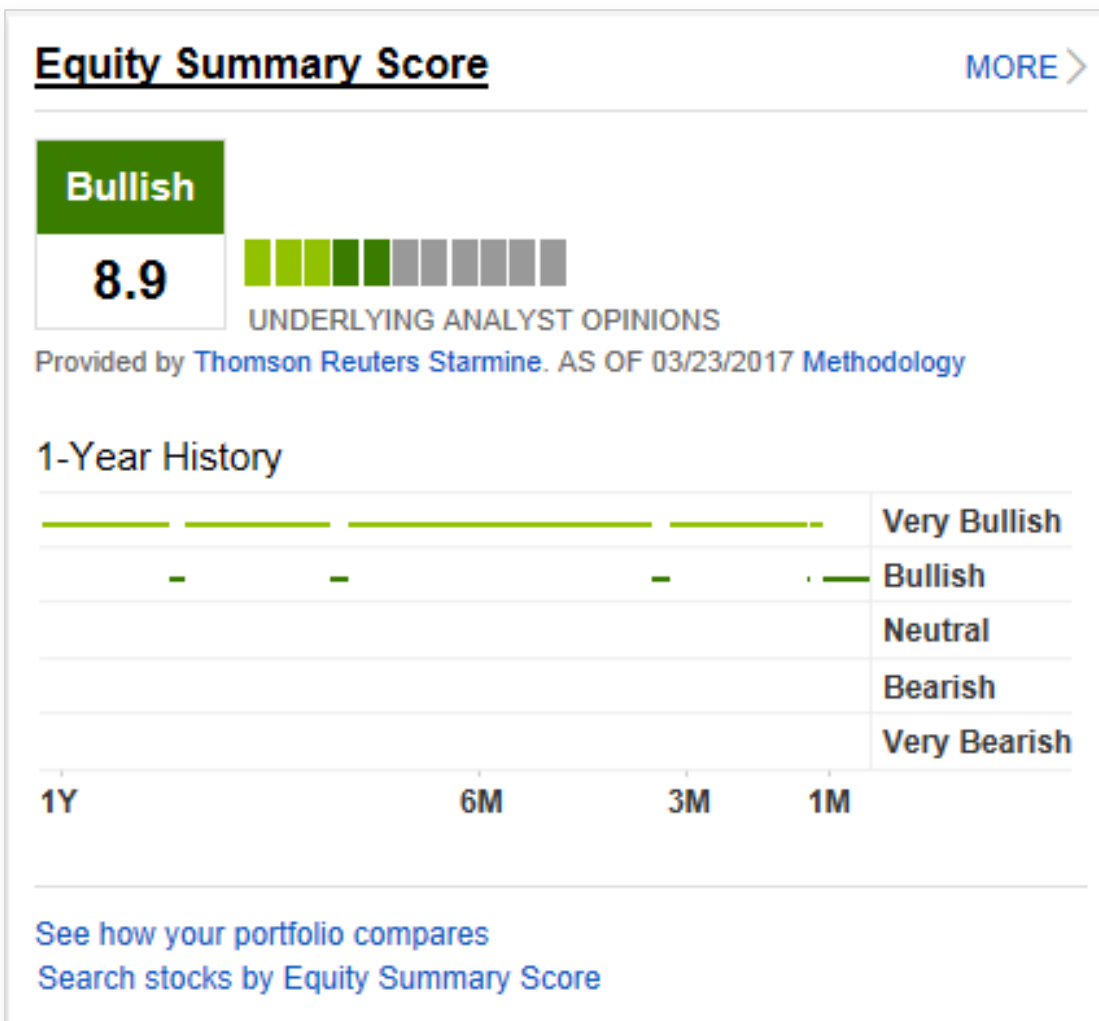 Equity Summary Score
MORE
Bullish
8.9
UNDERLYING ANALYST OPINIONS
Provided by Thomson Reuters Starmine. AS OF 03/23/2017 Methodology
1-Year History
Very Bullish
Bullish
Neutral
Bearish
Very Bearish
1Y 6M 3M 1M
See how your portfolio compares
Search stocks by Equity Summary Score